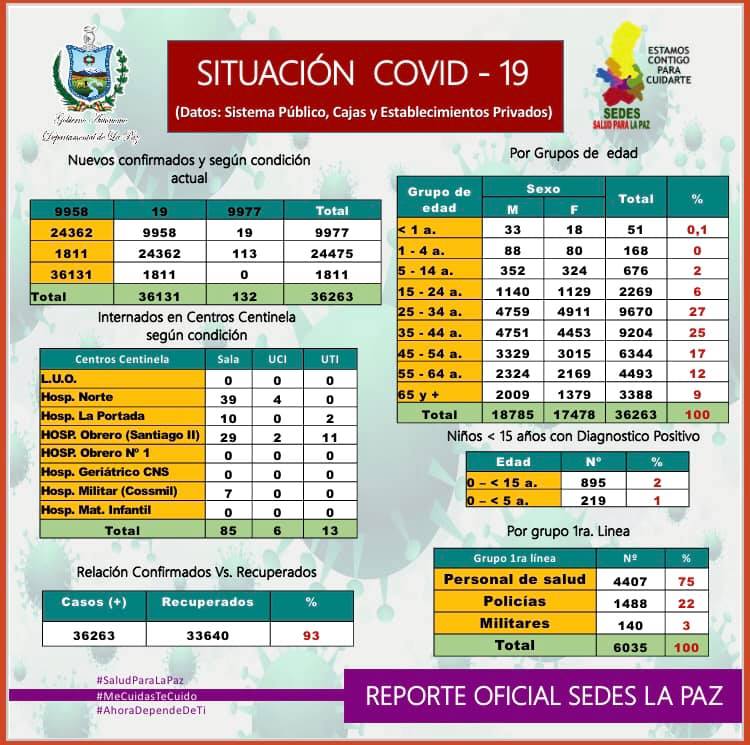 SITUACIÓN COVID - 19
(Datos: Sistema Público, Cajas y Establecimientos Privados)
Gobierno Autónomo
Departamental de La Paz
ESTAMOS
CONTIGO
PARA
CUIDARTE
SEDES
SALUD PARA LA PAZ
Nuevos confirmados y según condición
actual
9958 19 9977 Total
24362 9958 19 9977
1811 24362 113 24475
36131 1811 0 1811
Total 36131 132 36263
Internados en Centros Centinela
según condición
Centros Centinela Sala UCI UTI
L.U.O. 0 0 0
Hosp. Norte 39 4 0
Hosp. La Portada 10 0 2
HOSP. Obrero (Santiago II) 29 2 11
HOSP. Obrero Nº 1 0 0 0
Hosp. Geriátrico CNS 0 0 0
Hosp. Militar (Cossmil) 7 0 0
Hosp. Mat. Infantil 0 0 0
Total 85 6 13
Relación Confirmados Vs. Recuperados
Casos (+) Recuperados %
36263 33640 93
Por Grupos de edad
Grupo de edad Sexo Total %
M F
< 1 a. 33 18 51 0,1
1 - 4 a. 88 80 168 0
5 - 14 a. 352 324 676 2
15 - 24 a. 1140 1129 2269 6
25 - 34 a. 4759 4911 9670 27
35 - 44 a. 4751 4453 9204 25
45 - 54 a. 3329 3015 6344 17
55 - 64 a. 2324 2169 4493 12
65 y + 2009 1379 3388 9
Total 18785 17478 36263 100
Niños < 15 años con Diagnostico Positivo
Edad Nº %
0 – < 15 a. 895 2
0 – < 5 a. 219 1
Por grupo 1ra. Linea
Grupo 1ra línea Nº %
Personal de salud 4407 75
Policías 1488 22
Militares 140 3
Total 6035 100
#SaludParaLaPaz
#MeCuidasTeCuido
#AhoraDependeDeTi
REPORTE OFICIAL SEDES LA PAZ